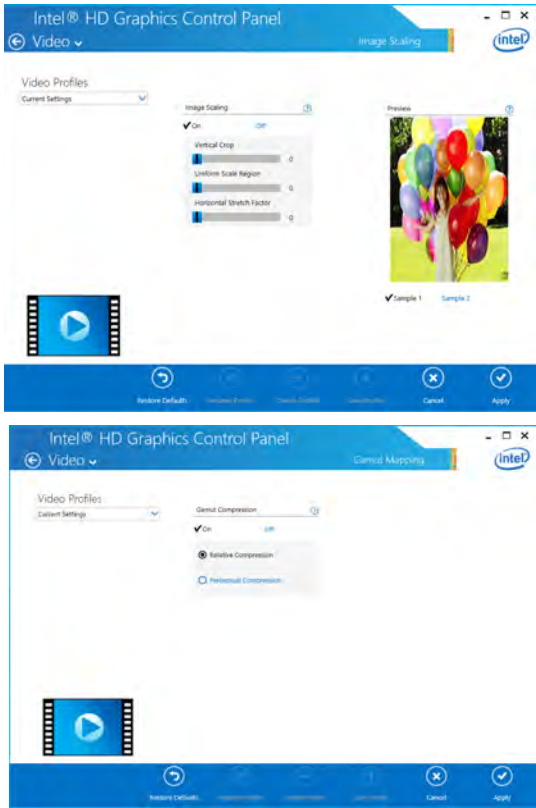 Intel® HD Graphics Control Panel
Video
Image Scaling
intel
Video Profiles
Current Settings
Image Scaling
Preview
On Off
Vertical Crop
0
Uniform Scale Region
0
Horizontal Stretch Factor
0
Sample 1 Sample 2
Restore Defaults
Cancel
Apply
Intel® HD Graphics Control Panel
Video
Gamut Mapping
intel
Video Profiles
Current Settings
Gamut Compression
On Off
Relative Compression
Perceptual Compression
Restore Defaults
Cancel
Apply